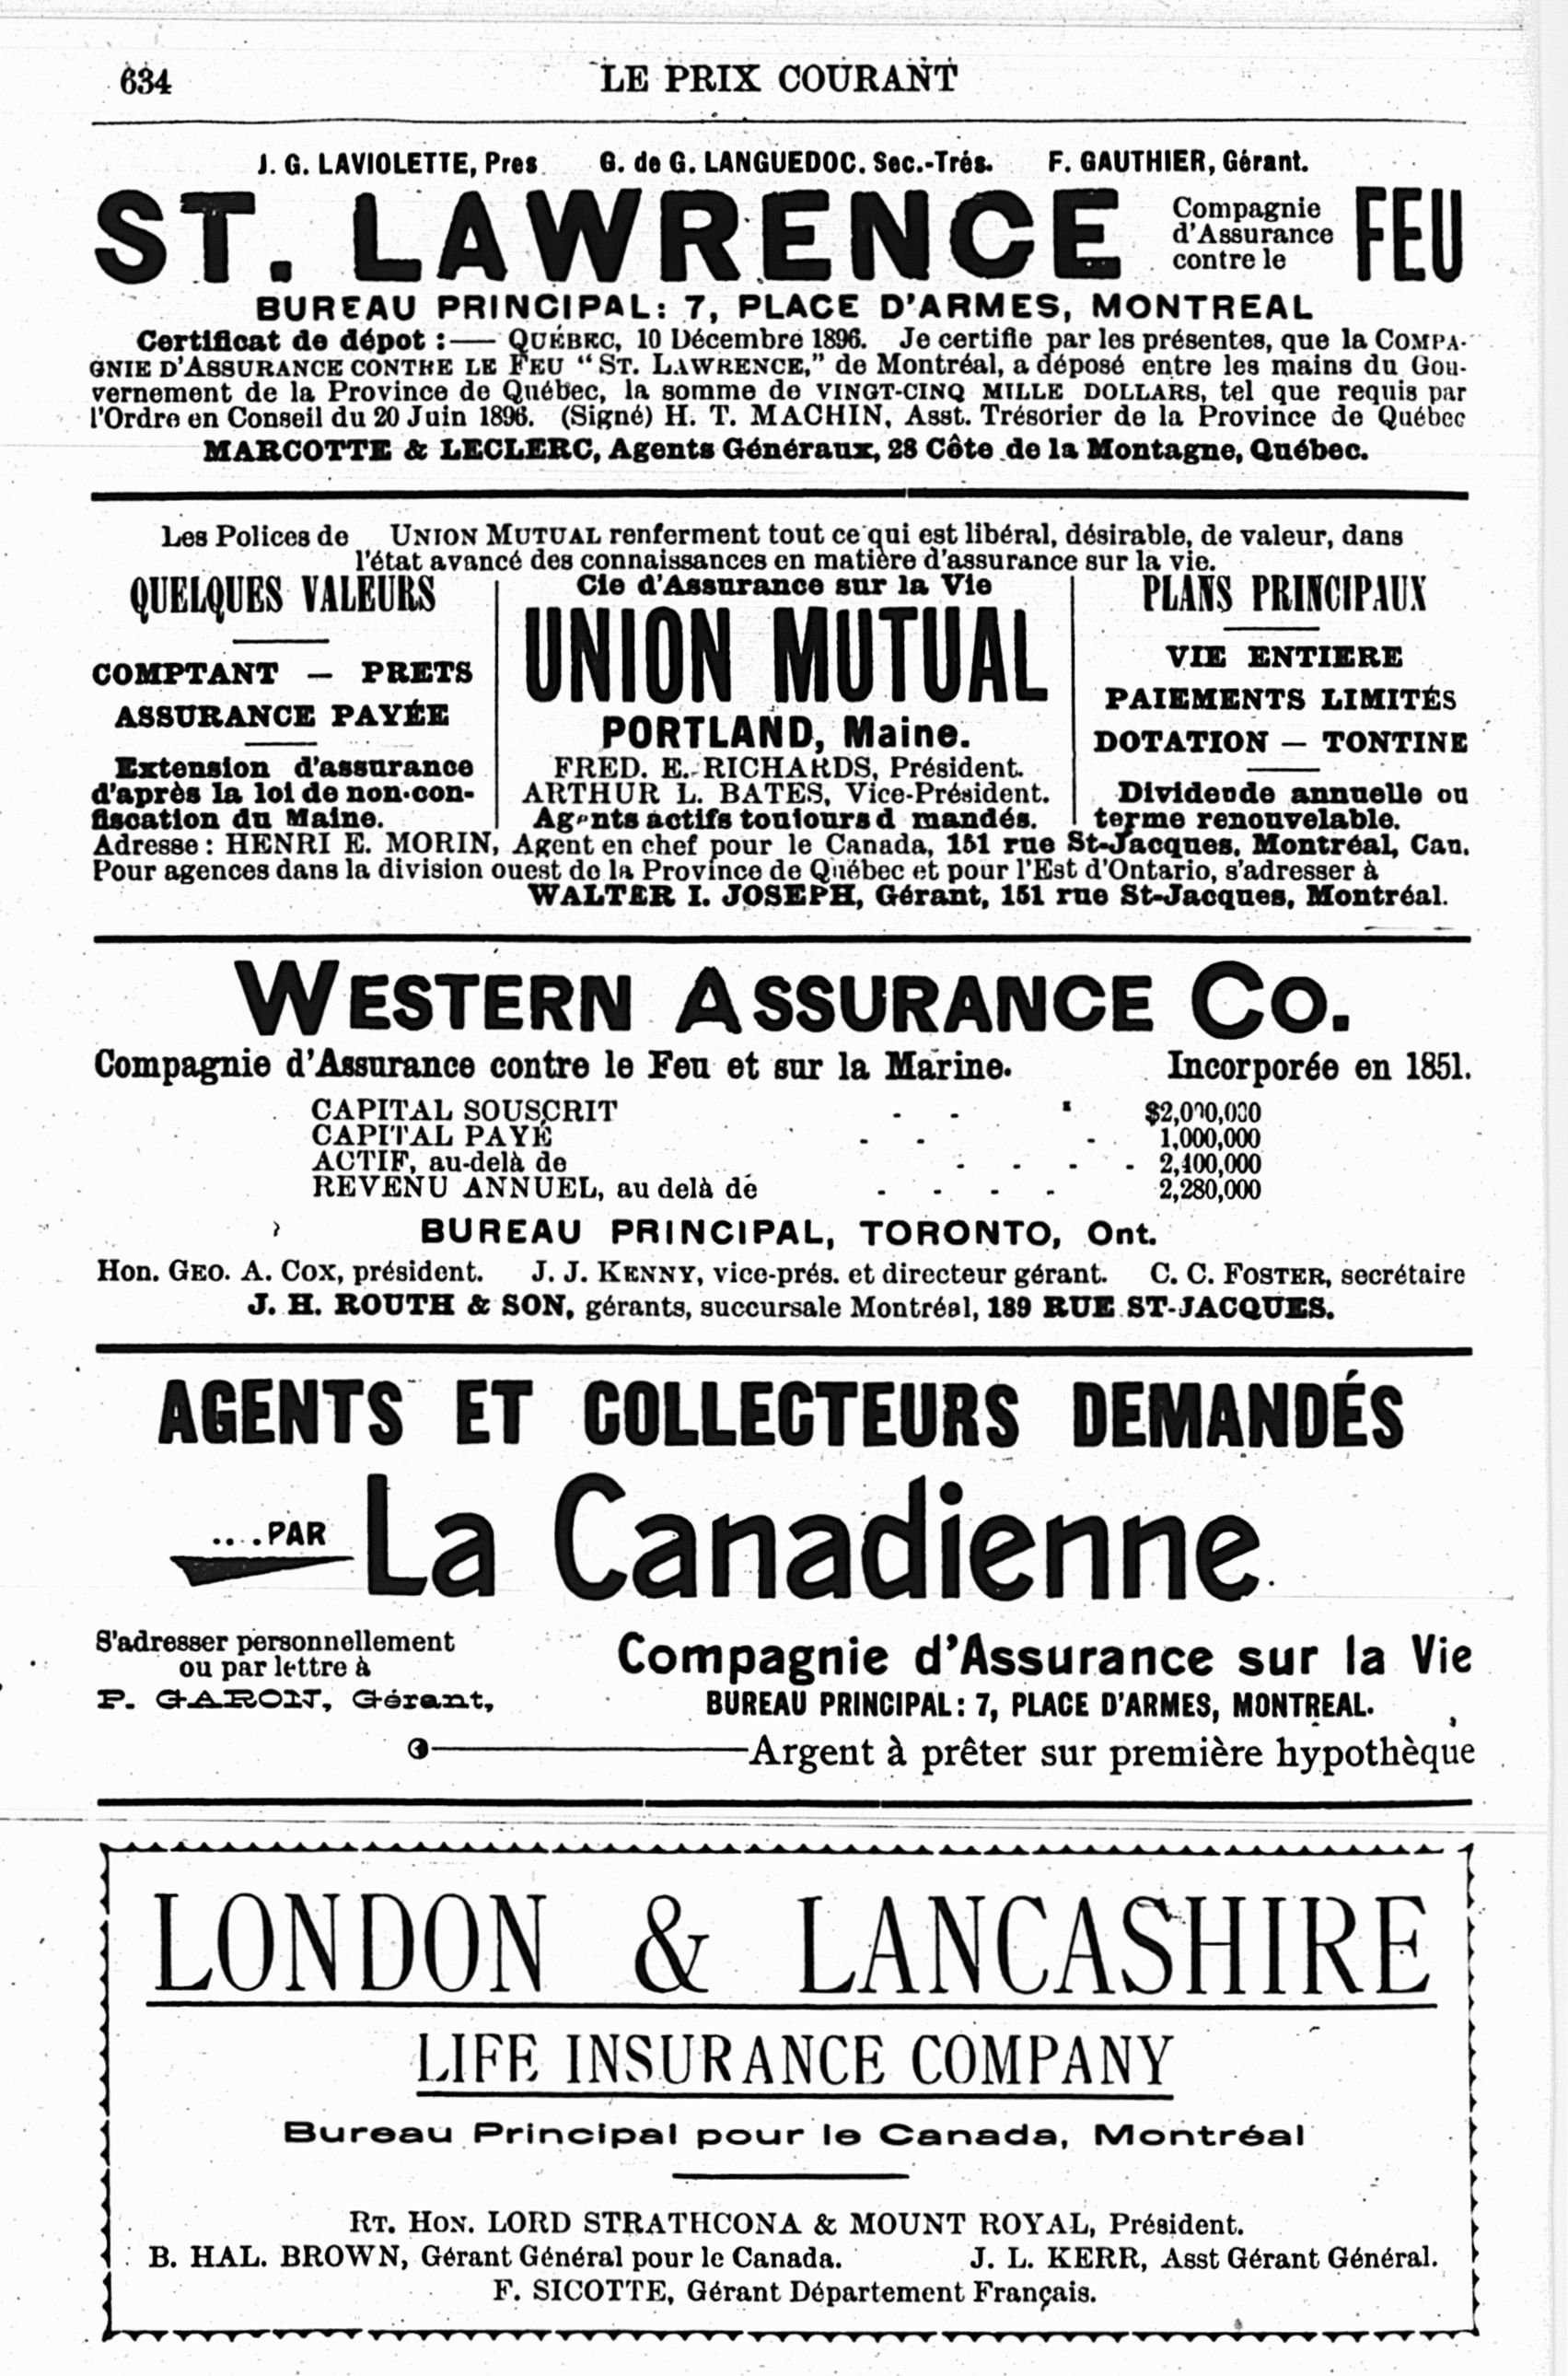 634
LE PRIX COURANT
J. G. LAVIOLETTE, Pres. G. de G. LANGUEDOC. Sec.-Trés. F. GAUTHIER, Gérant.
ST. LAWRENCE
Compagnie
d'Assurance
contre le
FEU
BUREAU PRINCIPAL: 7, PLACE D'ARMES, MONTREAL
Certificat de dépot :— QUÉBEC, 10 Décembre 1896. Je certifie par les présentes, que la COMPA-
GNIE D'ASSURANCE CONTRE LE FEU "ST. LAWRENCE," de Montréal, a déposé entre les mains du Gou-
vernement de la Province de Québec, la somme de VINGT-CINQ MILLE DOLLARS, tel que requis par
l'Ordre en Conseil du 20 Juin 1896. (Signé) H. T. MACHIN, Asst. Trésorier de la Province de Québec
MARCOTTE & LECLERC, Agents Généraux, 28 Côte de la Montagne, Québec.
Les Polices de UNION MUTUAL renferment tout ce qui est libéral, désirable, de valeur, dans
l'état avancé des connaissances en matière d'assurance sur la vie.
QUELQUES VALEURS
COMPTANT — PRETS
ASSURANCE PAYÉE
Extension d'assurance
d'après la loi de non-con-
fiscation du Maine.
Cie d'Assurance sur la Vie
UNION MUTUAL
PORTLAND, Maine.
FRED. E. RICHARDS, Président.
ARTHUR L. BATES, Vice-Président.
Agents actifs toujours d mandés.
PLANS PRINCIPAUX
VIE ENTIERE
PAIEMENTS LIMITÉS
DOTATION — TONTINE
Dividende annuelle ou
terme renouvelable.
Adresse : HENRI E. MORIN, Agent en chef pour le Canada, 151 rue St-Jacques, Montréal, Can.
Pour agences dans la division ouest de la Province de Québec et pour l'Est d'Ontario, s'adresser à
WALTER I. JOSEPH, Gérant, 151 rue St-Jacques, Montréal.
WESTERN ASSURANCE CO.
Compagnie d'Assurance contre le Feu et sur la Marine. Incorporée en 1851.
CAPITAL SOUSCRIT - - - $2,000,000
CAPITAL PAYÉ - - - 1,000,000
ACTIF, au-delà de - - - - 2,400,000
REVENU ANNUEL, au delà de - - - - 2,280,000
BUREAU PRINCIPAL, TORONTO, Ont.
Hon. GEO. A. COX, président. J. J. KENNY, vice-prés. et directeur gérant. C. C. FOSTER, secrétaire
J. H. ROUTH & SON, gérants, succursale Montréal, 189 RUE ST-JACQUES.
AGENTS ET COLLECTEURS DEMANDÉS
....PAR La Canadienne
S'adresser personnellement
ou par lettre à
P. GARON, Gérant,
Compagnie d'Assurance sur la Vie
BUREAU PRINCIPAL: 7, PLACE D'ARMES, MONTREAL.
Argent à prêter sur première hypothèque
LONDON & LANCASHIRE
LIFE INSURANCE COMPANY
Bureau Principal pour le Canada, Montréal
RT. HON. LORD STRATHCONA & MOUNT ROYAL, Président.
B. HAL. BROWN, Gérant Général pour le Canada. J. L. KERR, Asst Gérant Général.
F. SICOTTE, Gérant Département Français.